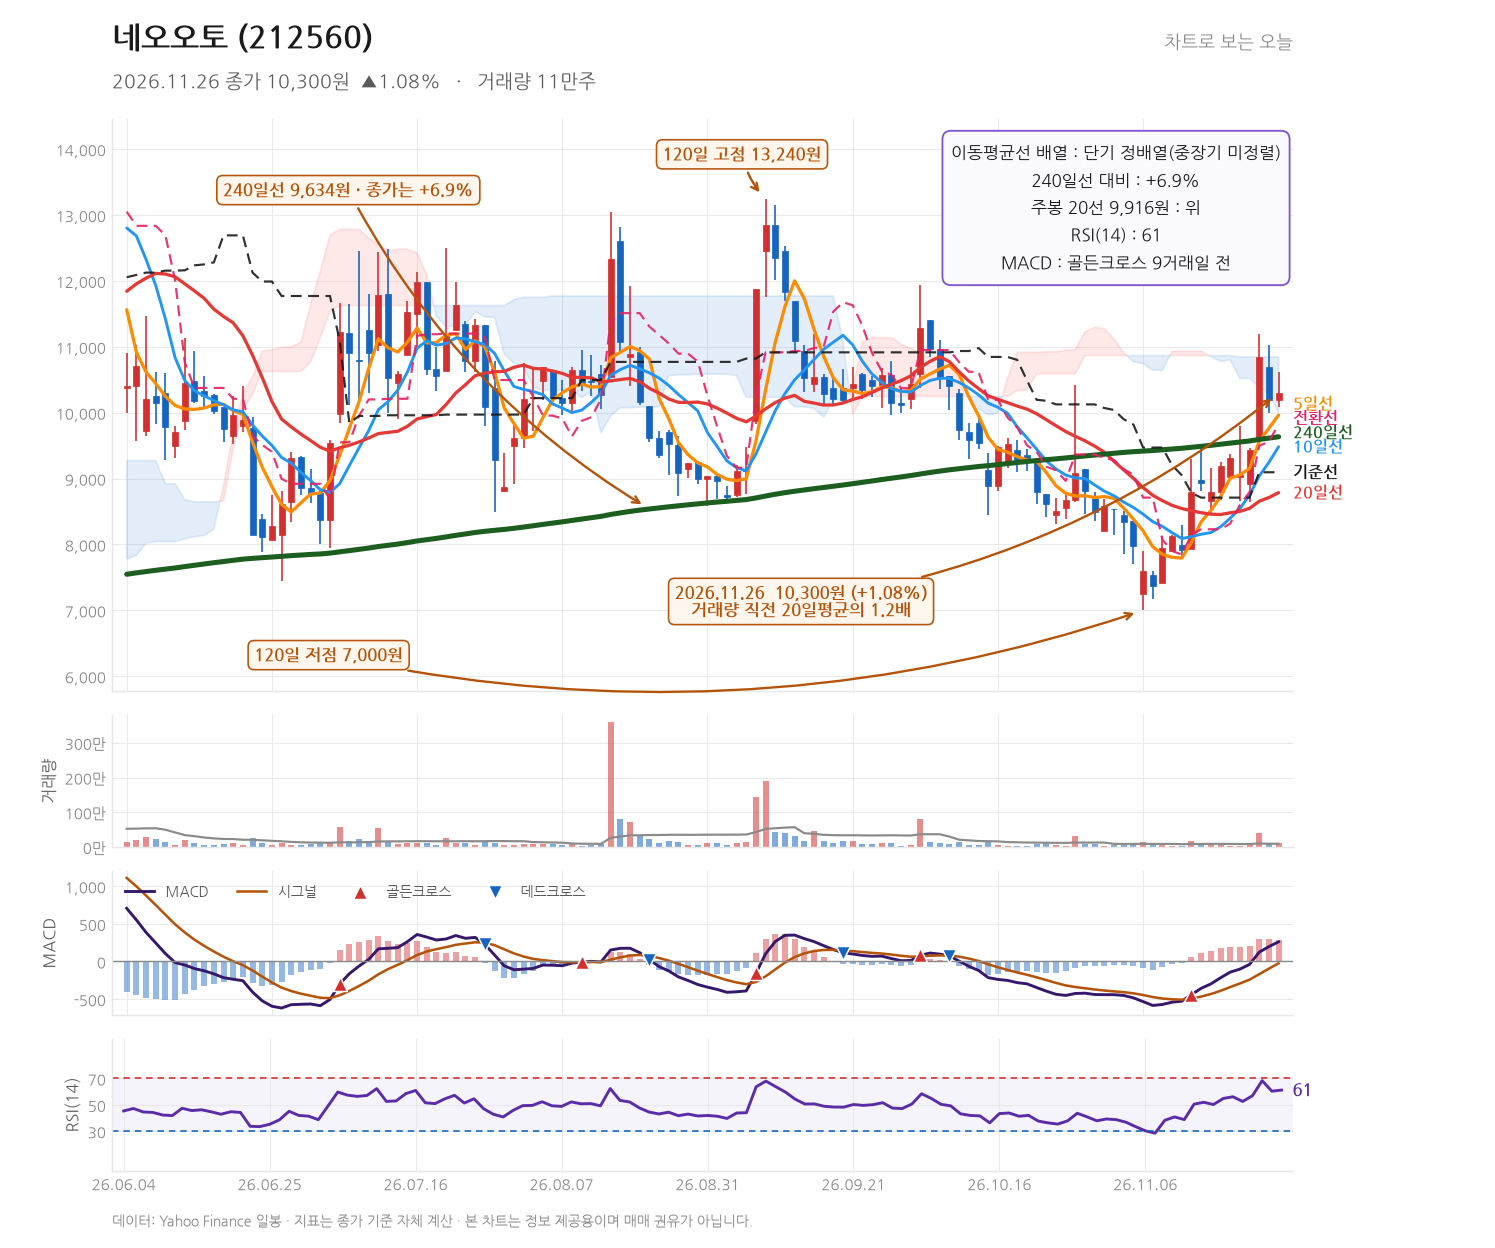 네오오토 (212560)
차트로 보는 오늘
2026.11.26 종가 10,300원 ▲1.08% · 거래량 11만주
14,000
13,000
12,000
11,000
10,000
9,000
8,000
7,000
6,000
240일선 9,634원 · 종가는 +6.9%
120일 고점 13,240원
이동평균선 배열 : 단기 정배열(중장기 미정렬)
240일선 대비 : +6.9%
주봉 20선 9,916원 : 위
RSI(14) : 61
MACD : 골든크로스 9거래일 전
5일선
전환선
240일선
10일선
기준선
20일선
2026.11.26 10,300원 (+1.08%)
거래량 직전 20일평균의 1.2배
120일 저점 7,000원
거래량
300만
200만
100만
0만
MACD
1,000
500
0
-500
MACD 시그널 골든크로스 데드크로스
RSI(14)
70
50
30
61
26.06.04 26.06.25 26.07.16 26.08.07 26.08.31 26.09.21 26.10.16 26.11.06
데이터: Yahoo Finance 일봉 · 지표는 종가 기준 자체 계산 · 본 차트는 정보 제공용이며 매매 권유가 아닙니다.